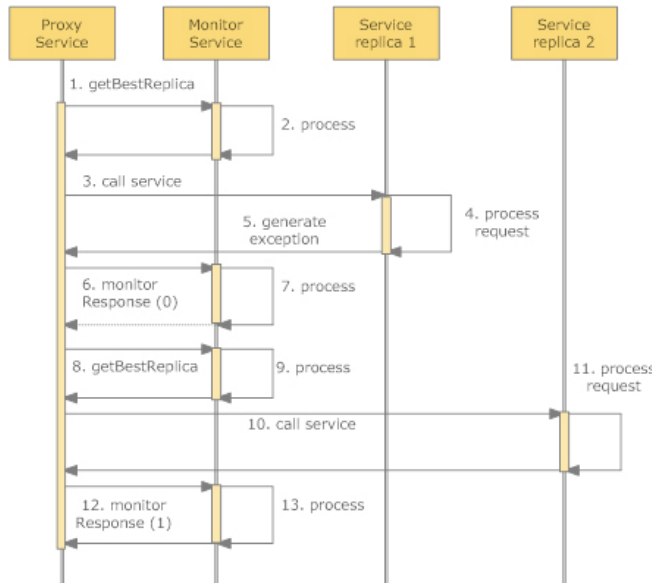 Proxy
Service
Monitor
Service
Service
replica 1
Service
replica 2
1. getBestReplica
2. process
3. call service
4. process
request
5. generate
exception
6. monitor
Response (0)
7. process
8. getBestReplica
9. process
10. call service
11. process
request
12. monitor
Response (1)
13. process